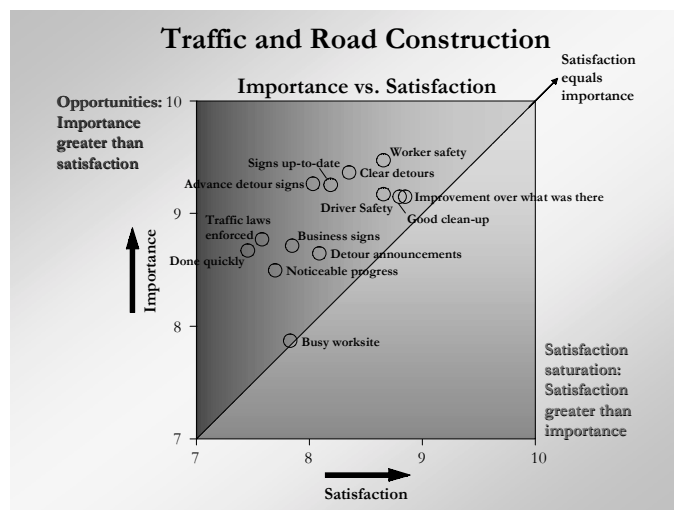 Traffic and Road Construction
Satisfaction
equals
importance
Importance vs. Satisfaction
Opportunities:
Importance
greater than
satisfaction
10
Worker safety
Signs up-to-date
Clear detours
Advance detour signs
Improvement over what was there
Driver Safety
Good clean-up
9
Traffic laws
enforced
Business signs
Done quickly
Detour announcements
Noticeable progress
Importance
8
Busy worksite
Satisfaction
saturation:
Satisfaction
greater than
importance
7
7
8
9
10
Satisfaction